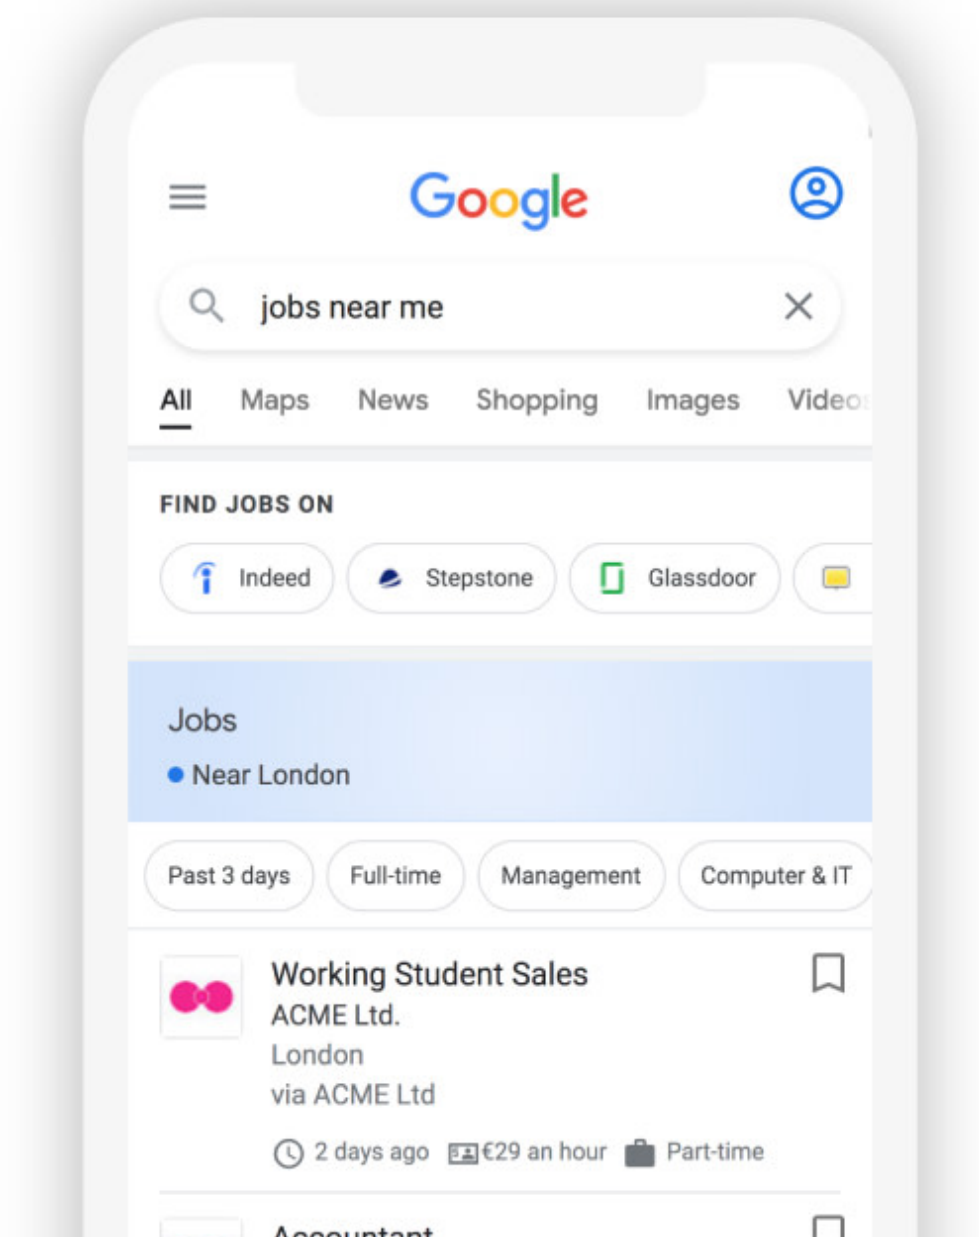 Google
jobs near me
All Maps News Shopping Images Videos
FIND JOBS ON
Indeed Stepstone Glassdoor
Jobs
Near London
Past 3 days Full-time Management Computer & IT
Working Student Sales
ACME Ltd.
London
via ACME Ltd
2 days ago €29 an hour Part-time
Accountant